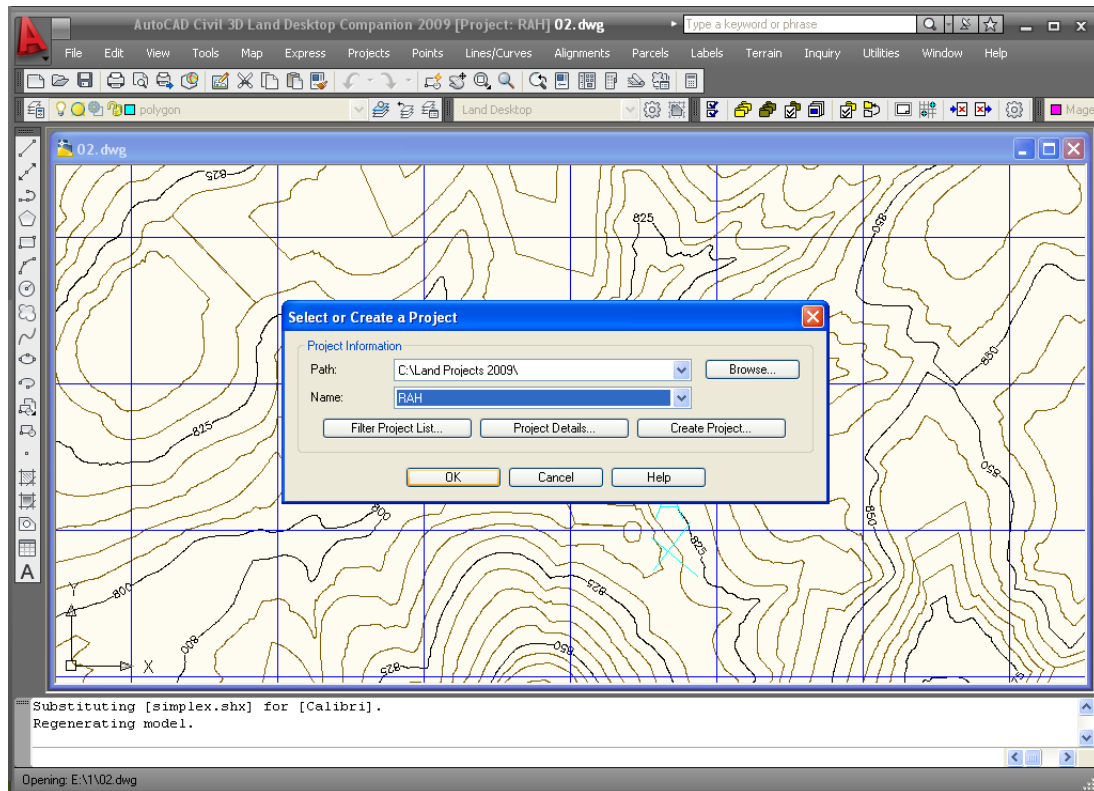 AutoCAD Civil 3D Land Desktop Companion 2009 [Project: RAH] 02.dwg Type a keyword or phrase
File Edit View Tools Map Express Projects Points Lines/Curves Alignments Parcels Labels Terrain Inquiry Utilities Window Help
polygon Land Desktop Mage
02.dwg
825
825
850
Select or Create a Project
Project Information
Path: C:\Land Projects 2009\ Browse...
Name: RAH
Filter Project List... Project Details... Create Project...
OK Cancel Help
850
825
850
800
850
825
825
800
825
Y
800
850
X
825
A
Substituting [simplex.shx] for [Calibri].
Regenerating model.
Opening: E:\1\02.dwg